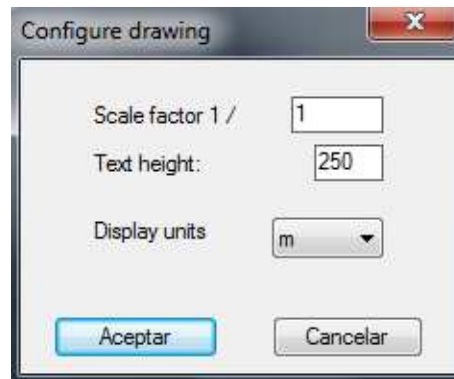 Configure drawing
Scale factor 1 / 1
Text height: 250
Display units m
Aceptar Cancelar